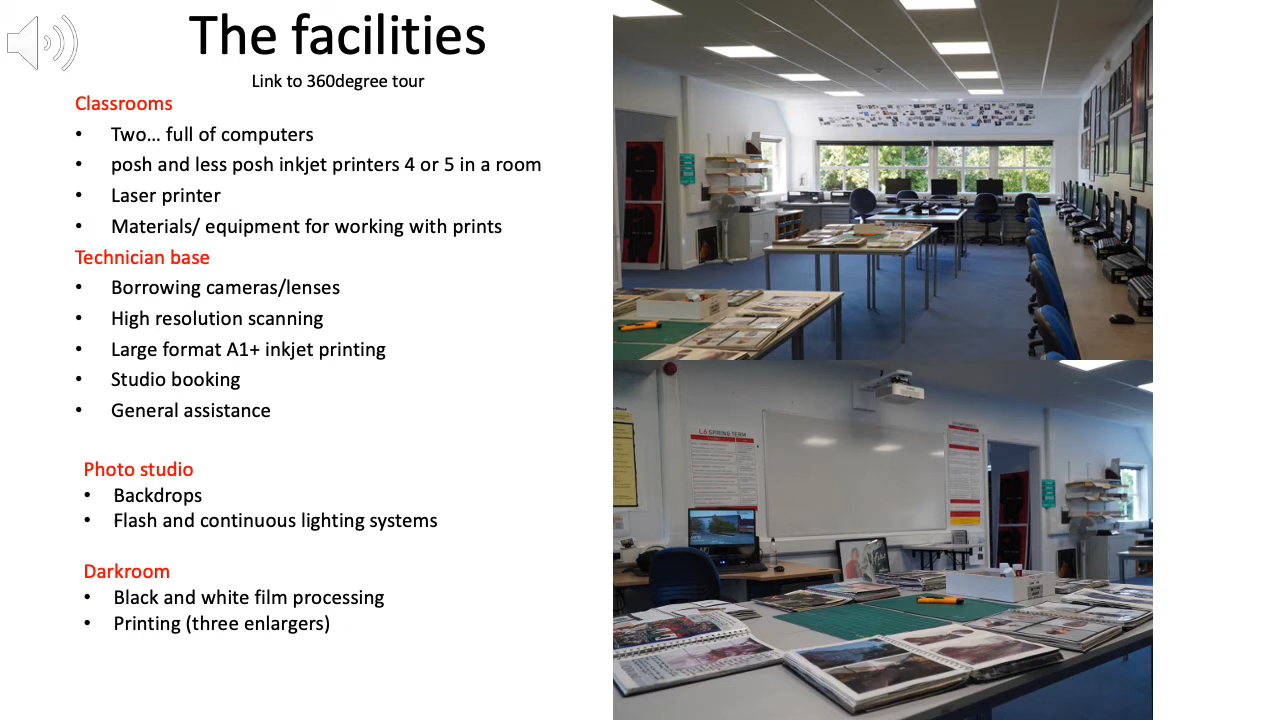 The facilities
Link to 360degree tour
Classrooms
• Two... full of computers
• posh and less posh inkjet printers 4 or 5 in a room
• Laser printer
• Materials/ equipment for working with prints
Technician base
• Borrowing cameras/lenses
• High resolution scanning
• Large format A1+ inkjet printing
• Studio booking
• General assistance
Photo studio
• Backdrops
• Flash and continuous lighting systems
Darkroom
• Black and white film processing
• Printing (three enlargers)
L6 SPRING TERM